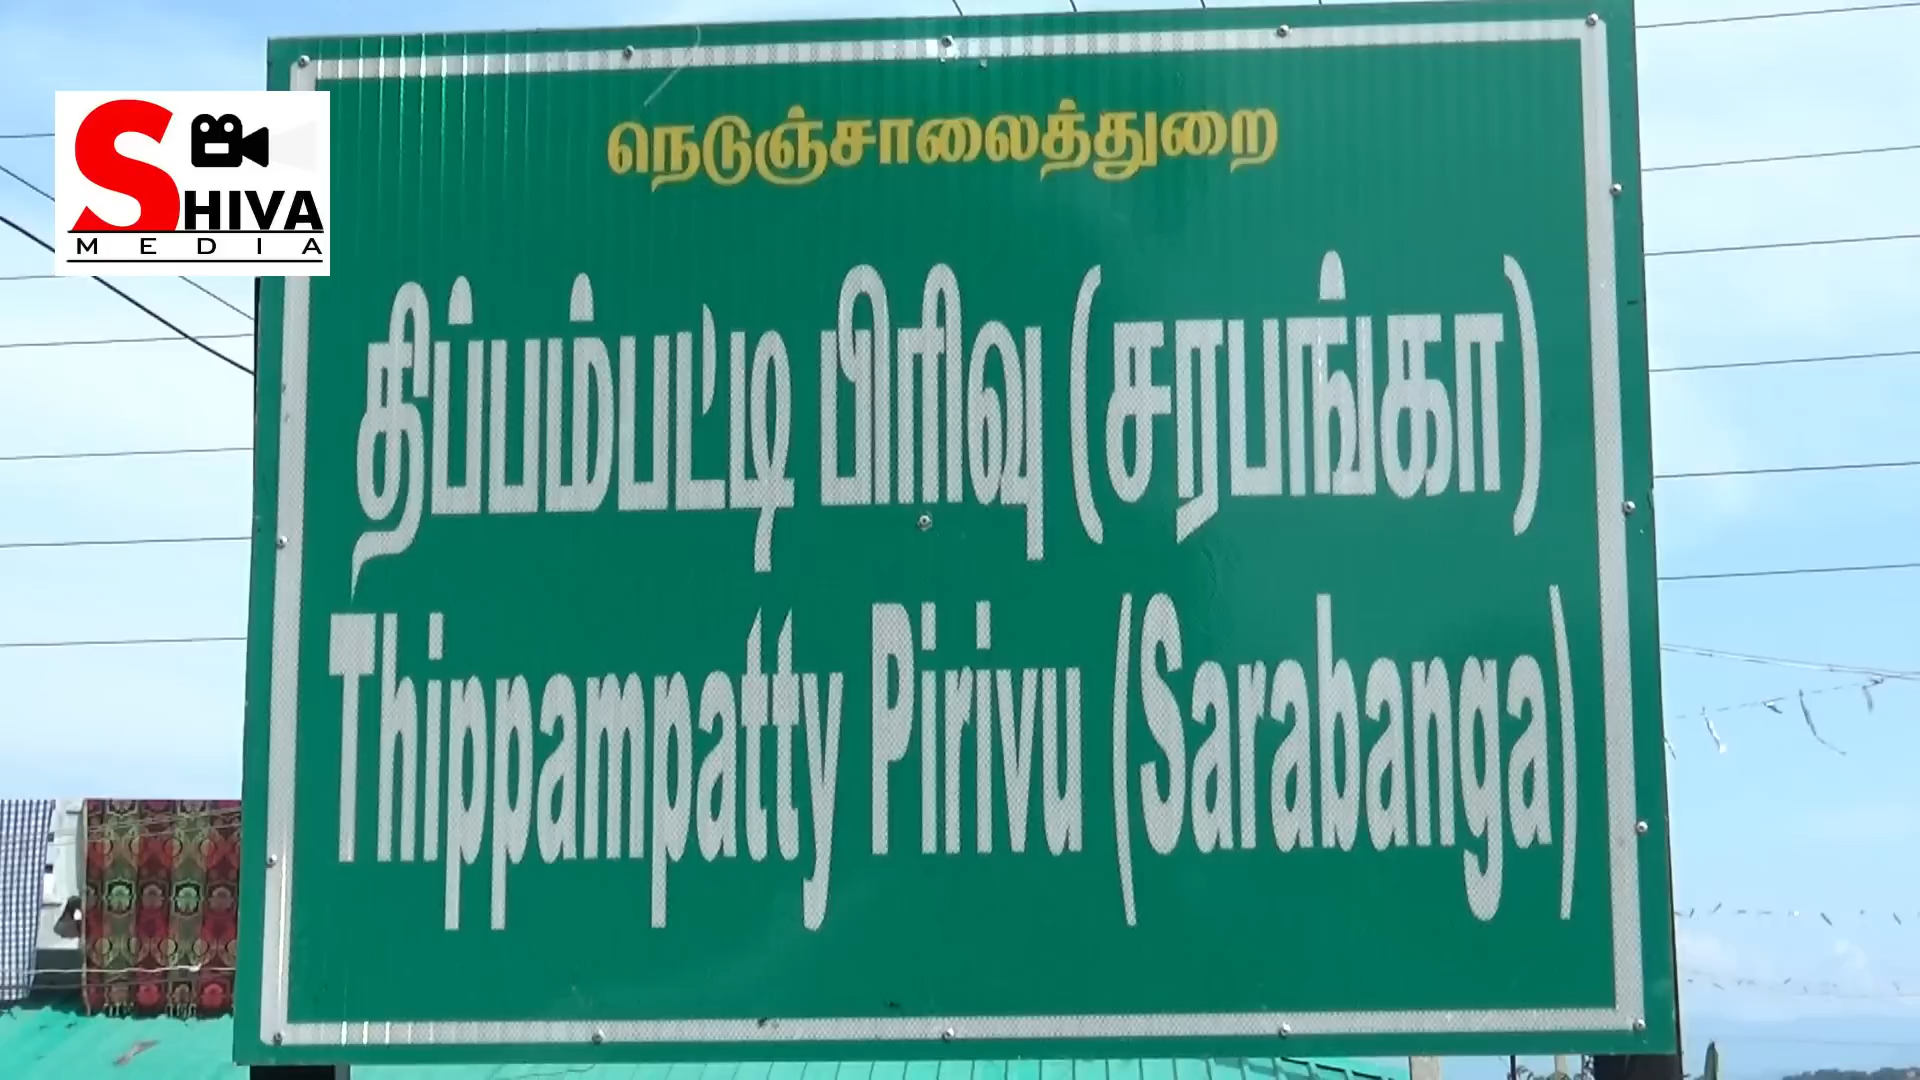 SHIVA
MEDIA
நெடுஞ்சாலைத்துறை
திப்பம்பட்டி பிரிவு (சரபங்கா)
Thippampatty Pirivu (Sarabanga)